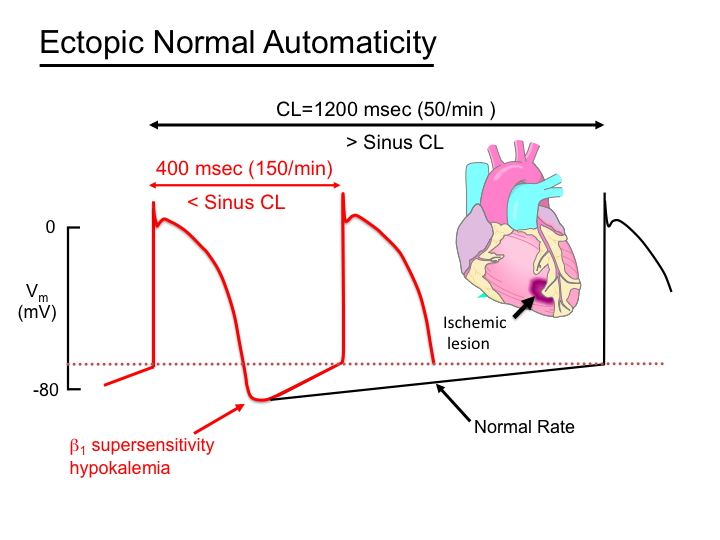 Ectopic Normal Automaticity
CL=1200 msec (50/min )
> Sinus CL
400 msec (150/min)
< Sinus CL
0
Vm
(mV)
-80
Ischemic
lesion
Normal Rate
β1 supersensitivity
hypokalemia